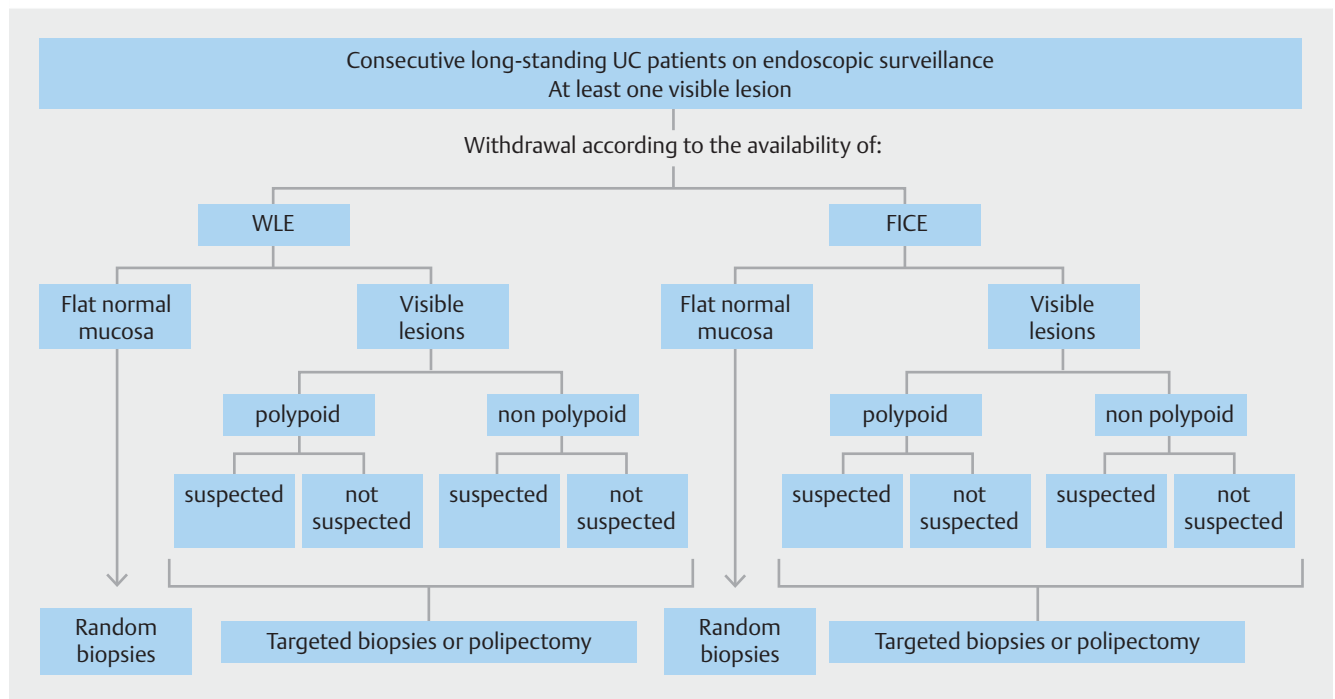 Consecutive long-standing UC patients on endoscopic surveillance
At least one visible lesion
Withdrawal according to the availability of:
WLE
FICE
Flat normal
mucosa
Visible
lesions
Flat normal
mucosa
Visible
lesions
polypoid
non polypoid
polypoid
non polypoid
suspected
not
suspected
suspected
not
suspected
suspected
not
suspected
suspected
not
suspected
Random
biopsies
Targeted biopsies or polipectomy
Random
biopsies
Targeted biopsies or polipectomy